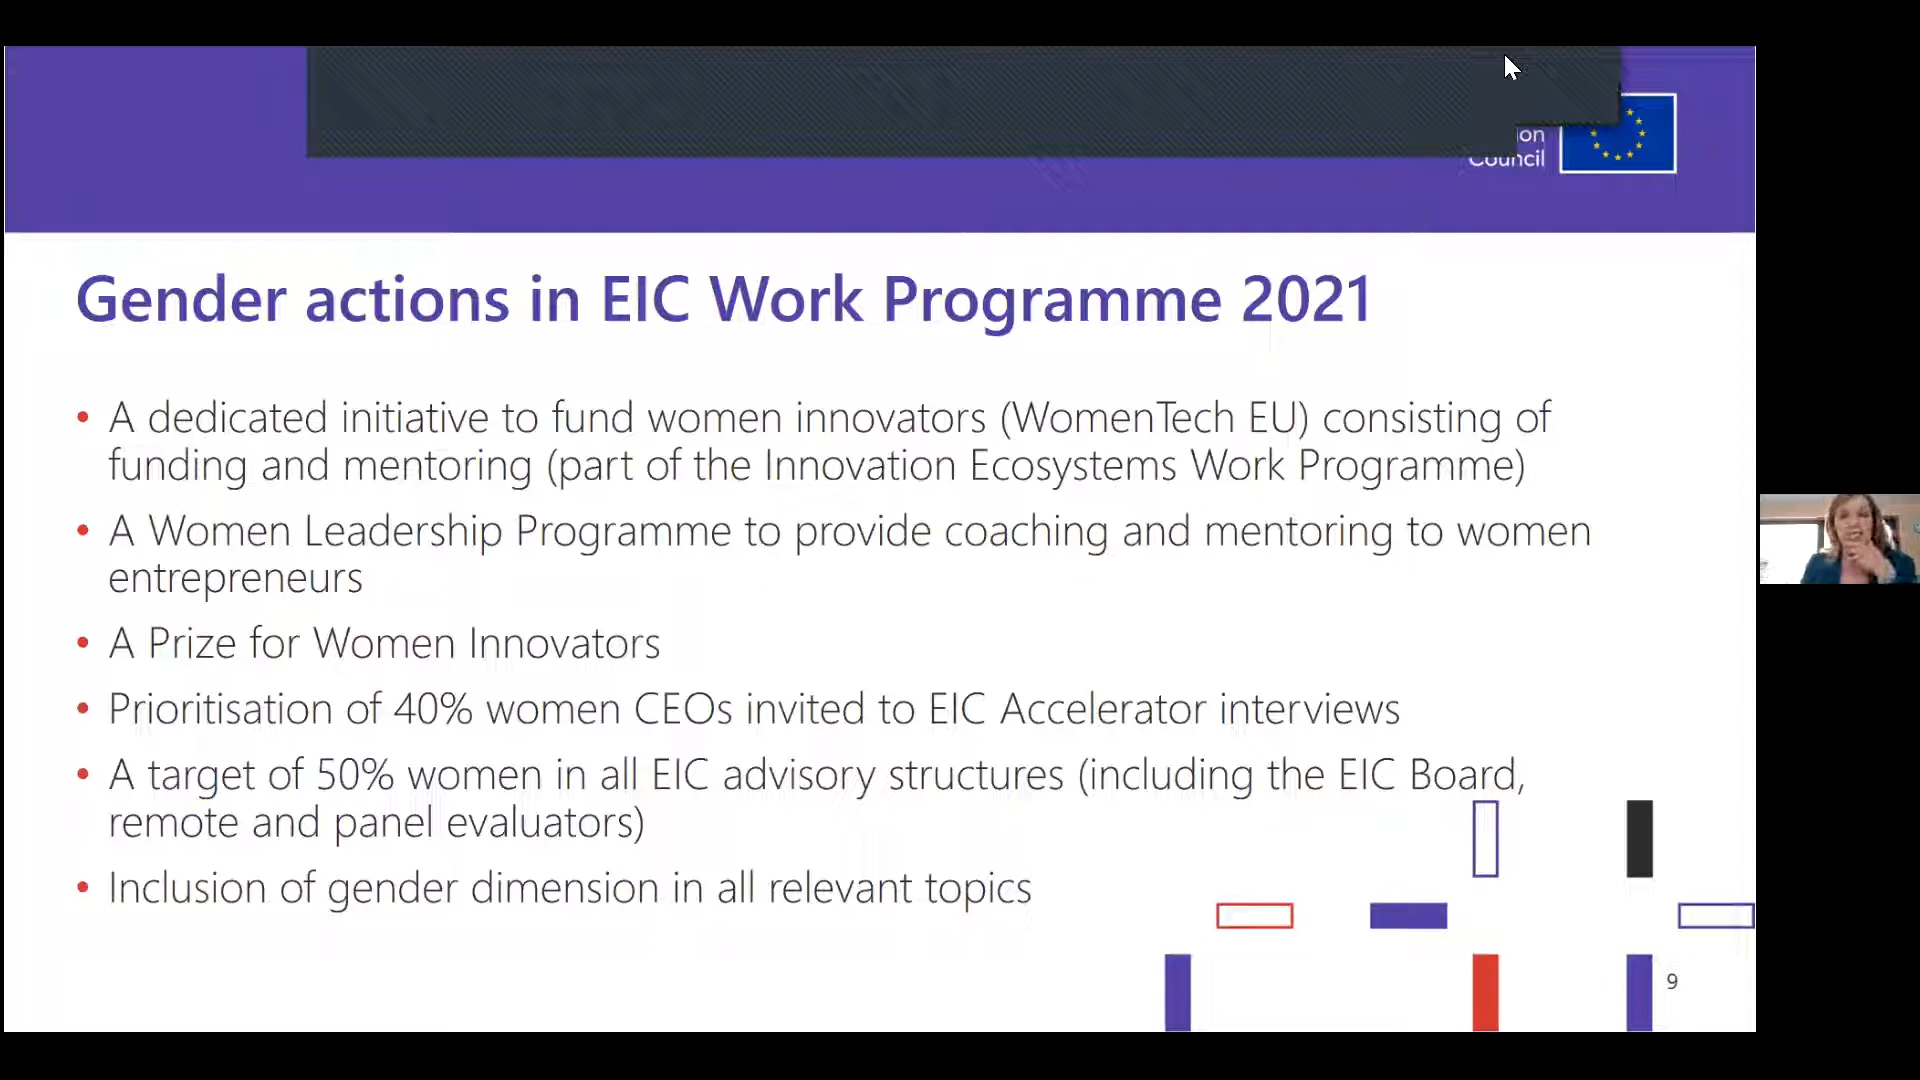 on
Council
Gender actions in EIC Work Programme 2021
• A dedicated initiative to fund women innovators (WomenTech EU) consisting of
funding and mentoring (part of the Innovation Ecosystems Work Programme)
• A Women Leadership Programme to provide coaching and mentoring to women
entrepreneurs
• A Prize for Women Innovators
• Prioritisation of 40% women CEOs invited to EIC Accelerator interviews
• A target of 50% women in all EIC advisory structures (including the EIC Board,
remote and panel evaluators)
• Inclusion of gender dimension in all relevant topics
9